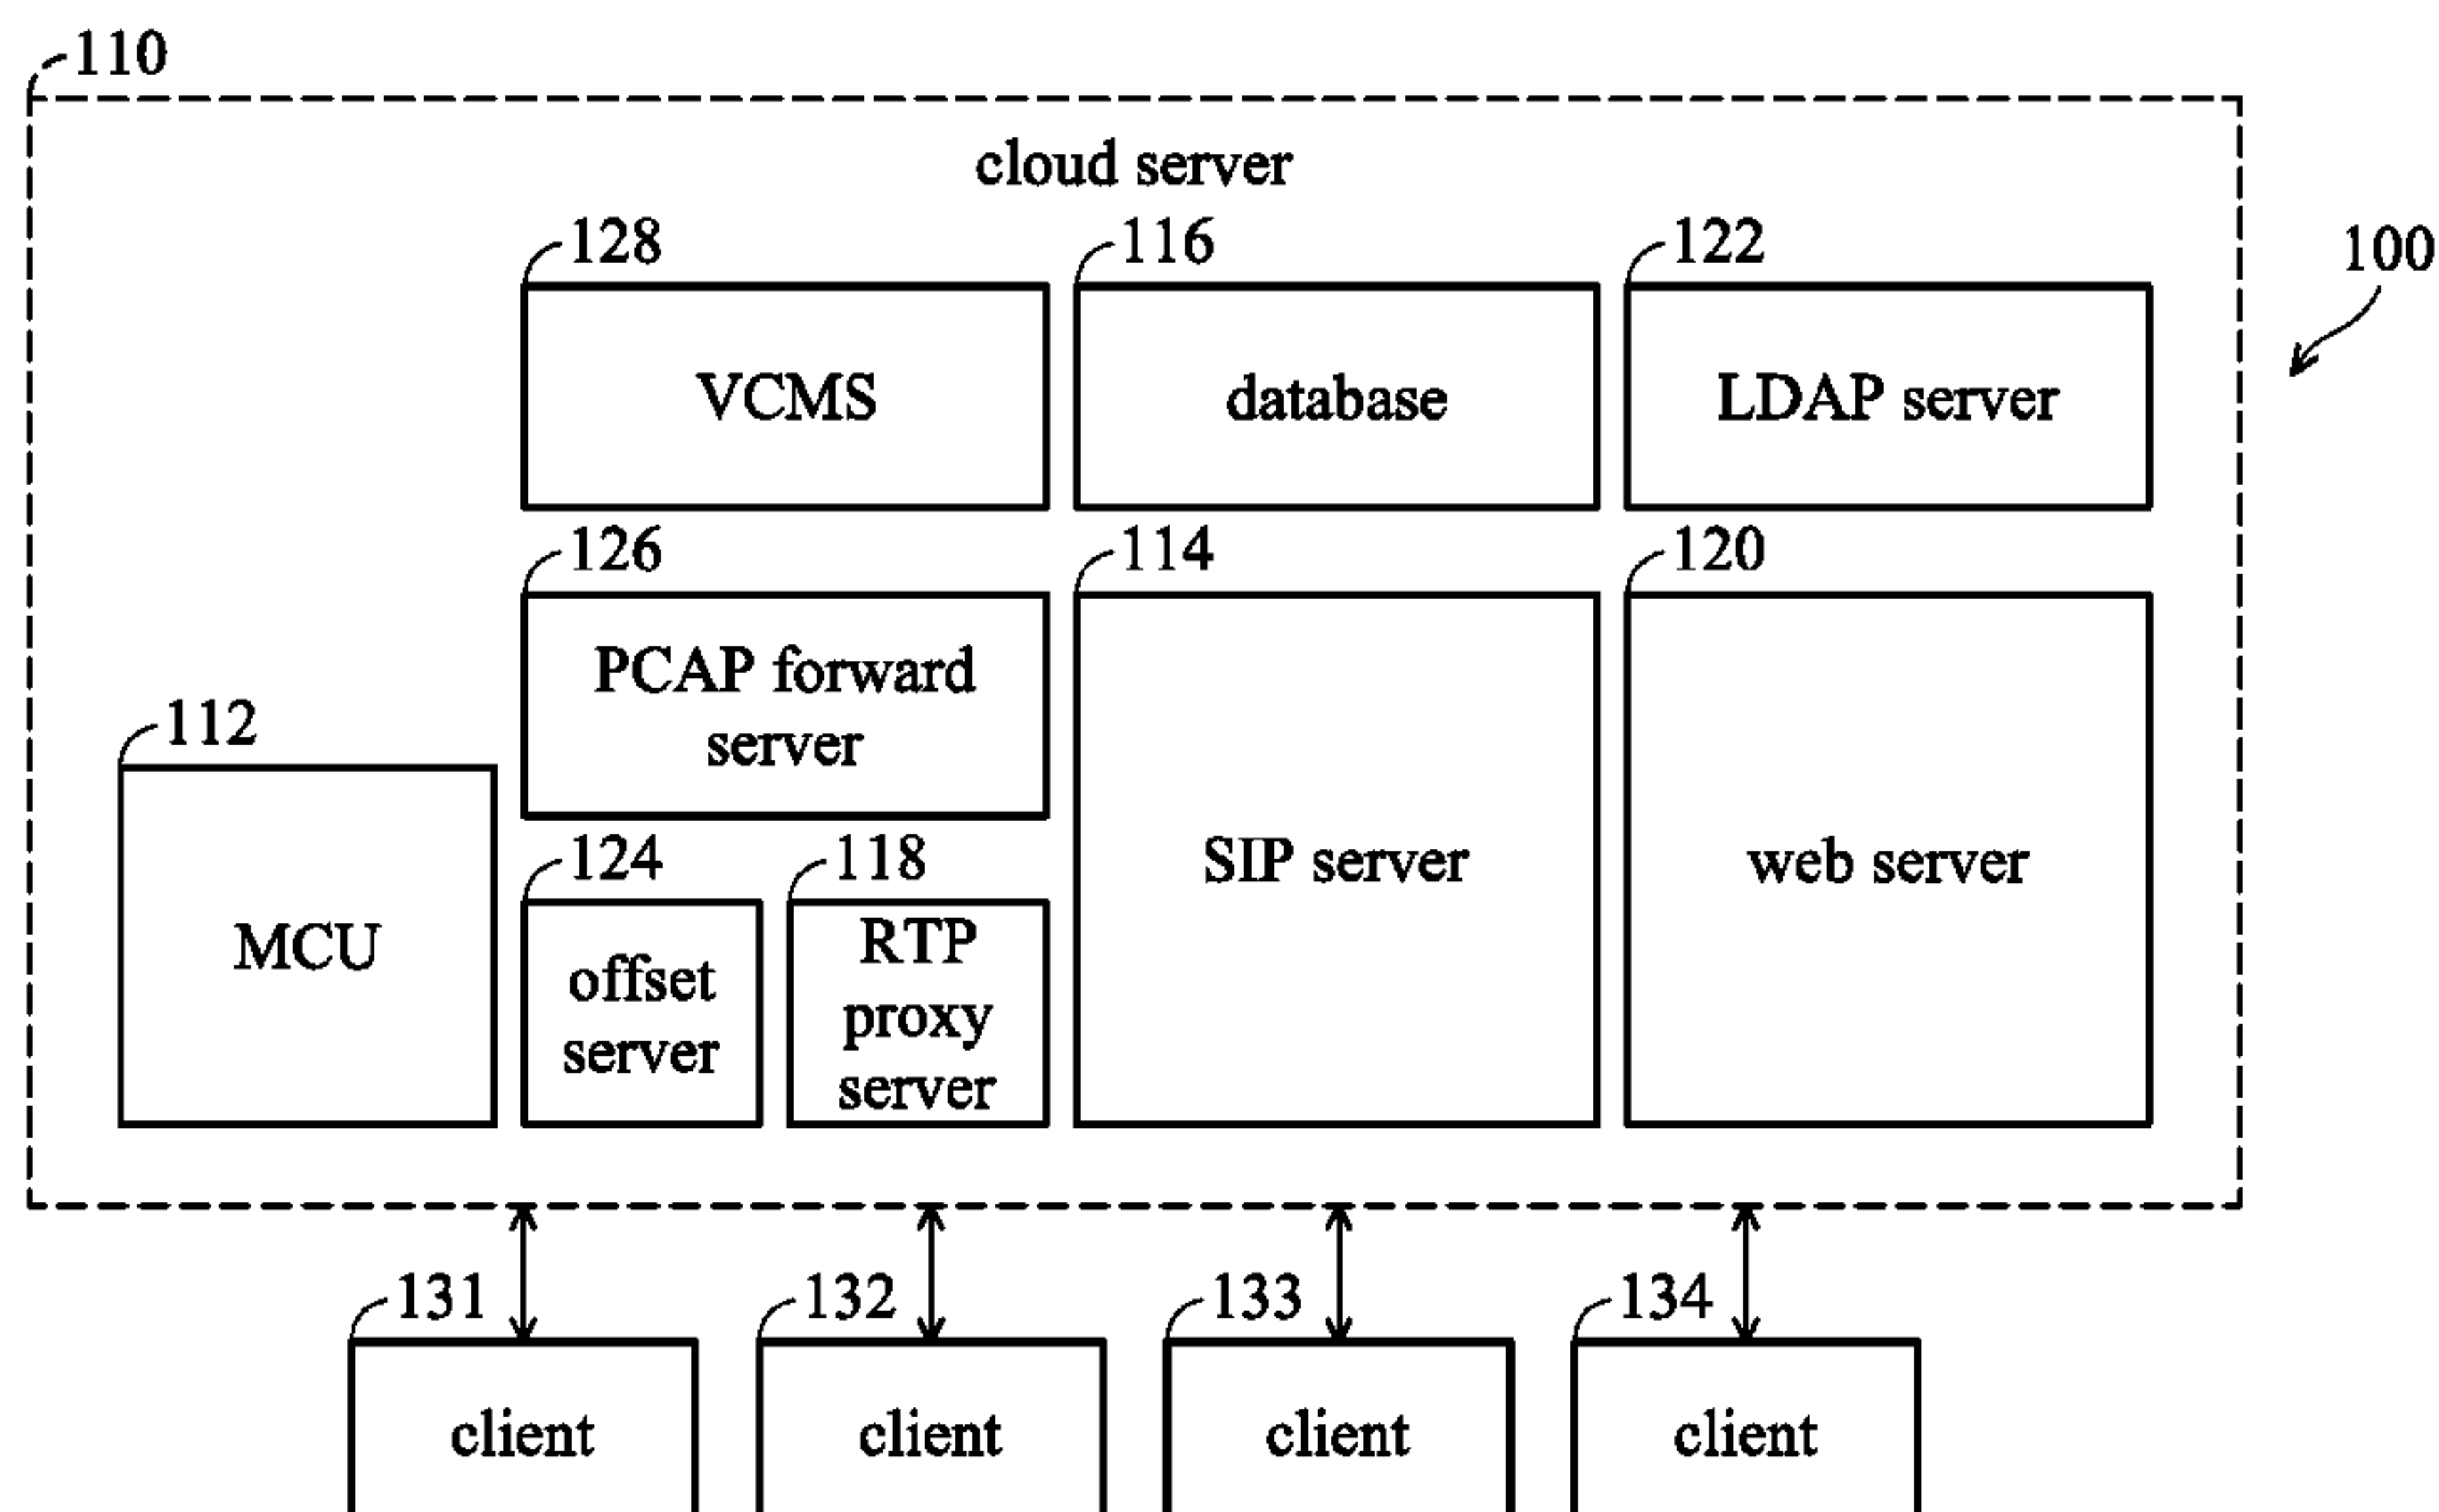 110
cloud server
128
116
122
100
VCMS
database
LDAP server
126
114
120
PCAP forward
server
112
124
118
SIP server
web server
MCU
offset
server
RTP
proxy
server
131
132
133
134
client
client
client
client